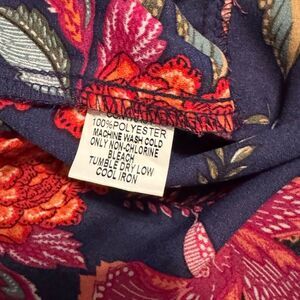 100%POLYESTER
MACHINE WASH COLD
ONLY NON-CHLORINE
BLEACH
TUMBLE DRY LOW
COOL IRON